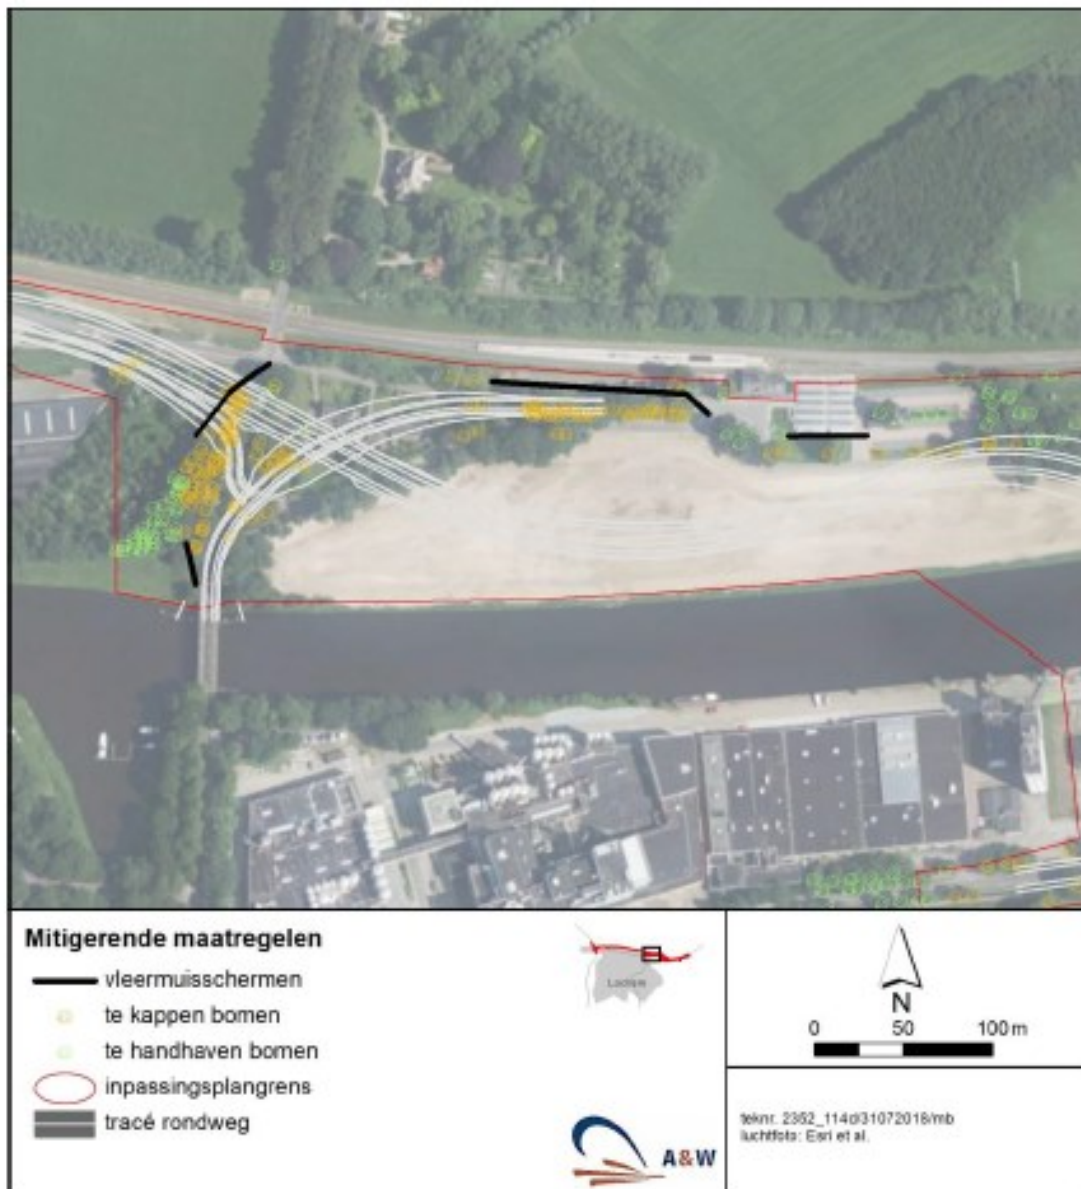 Mitigerende maatregelen
vleermuisschermen
te kappen bomen
te handhaven bomen
inpassingsplangrens
tracé rondweg
Lochem
A&W
N
0 50 100 m
teknr. 2352_114d/31072018/mb
luchtfoto: Esri et al.